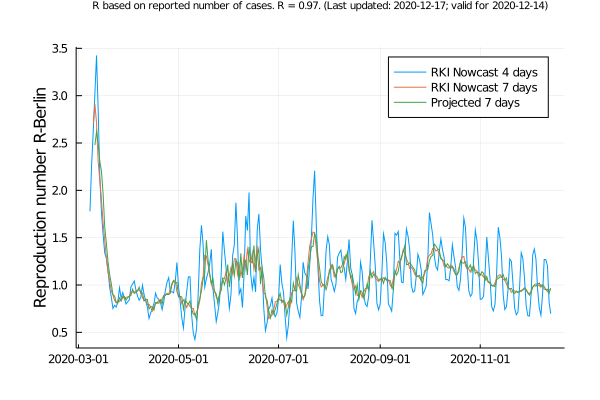 R based on reported number of cases. R = 0.97. (Last updated: 2020-12-17; valid for 2020-12-14)
3.5
3.0
2.5
2.0
1.5
1.0
0.5
Reproduction number R-Berlin
RKI Nowcast 4 days
RKI Nowcast 7 days
Projected 7 days
2020-03-01 2020-05-01 2020-07-01 2020-09-01 2020-11-01